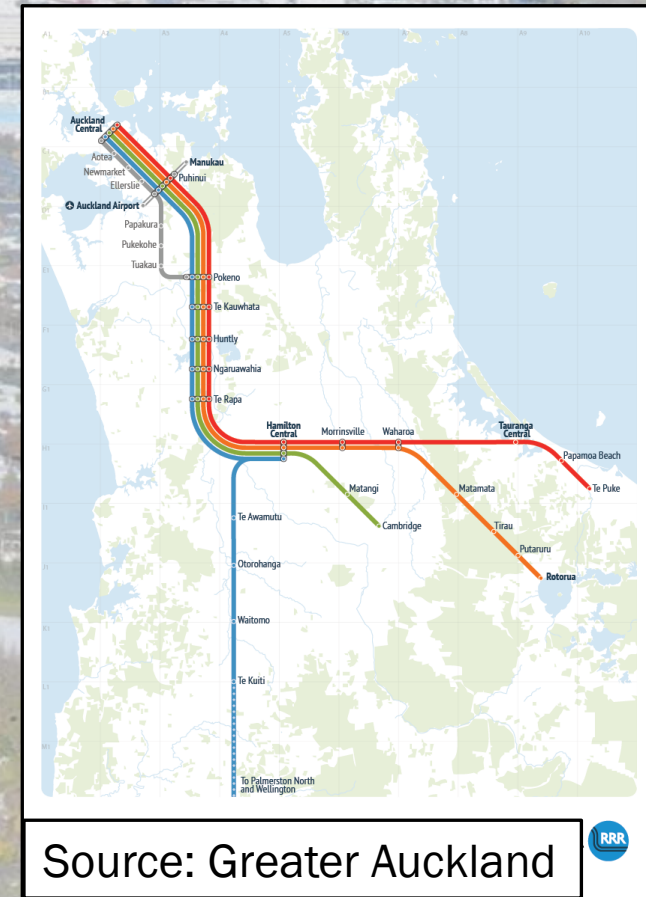 Auckland
Central
Aotea
Newmarket
Ellerslie
Manukau
Puhinui
Auckland Airport
Papakura
Pukekohe
Tuakau
Pokeno
Te Kauwhata
Huntly
Ngaruawahia
Te Rapa
Hamilton
Central
Morrinsville
Waharoa
Tauranga
Central
Papamoa Beach
Te Puke
Matangi
Cambridge
Matamata
Tirau
Putaruru
Rotorua
Te Awamutu
Otorohanga
Waitomo
Te Kuiti
To Palmerston North
and Wellington
Source: Greater Auckland
RRR